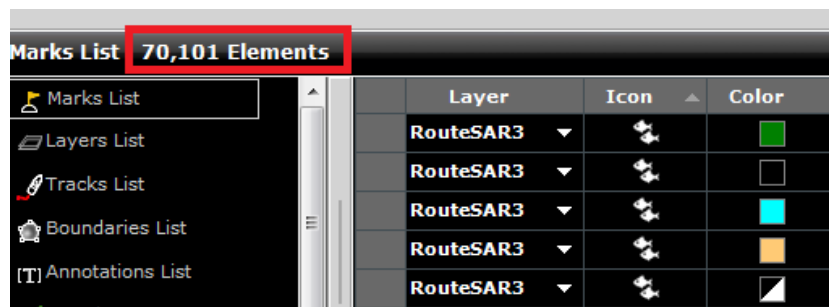 Marks List 70,101 Elements
Marks List
Layers List
Tracks List
Boundaries List
[T] Annotations List
Layer Icon Color
RouteSAR3
RouteSAR3
RouteSAR3
RouteSAR3
RouteSAR3